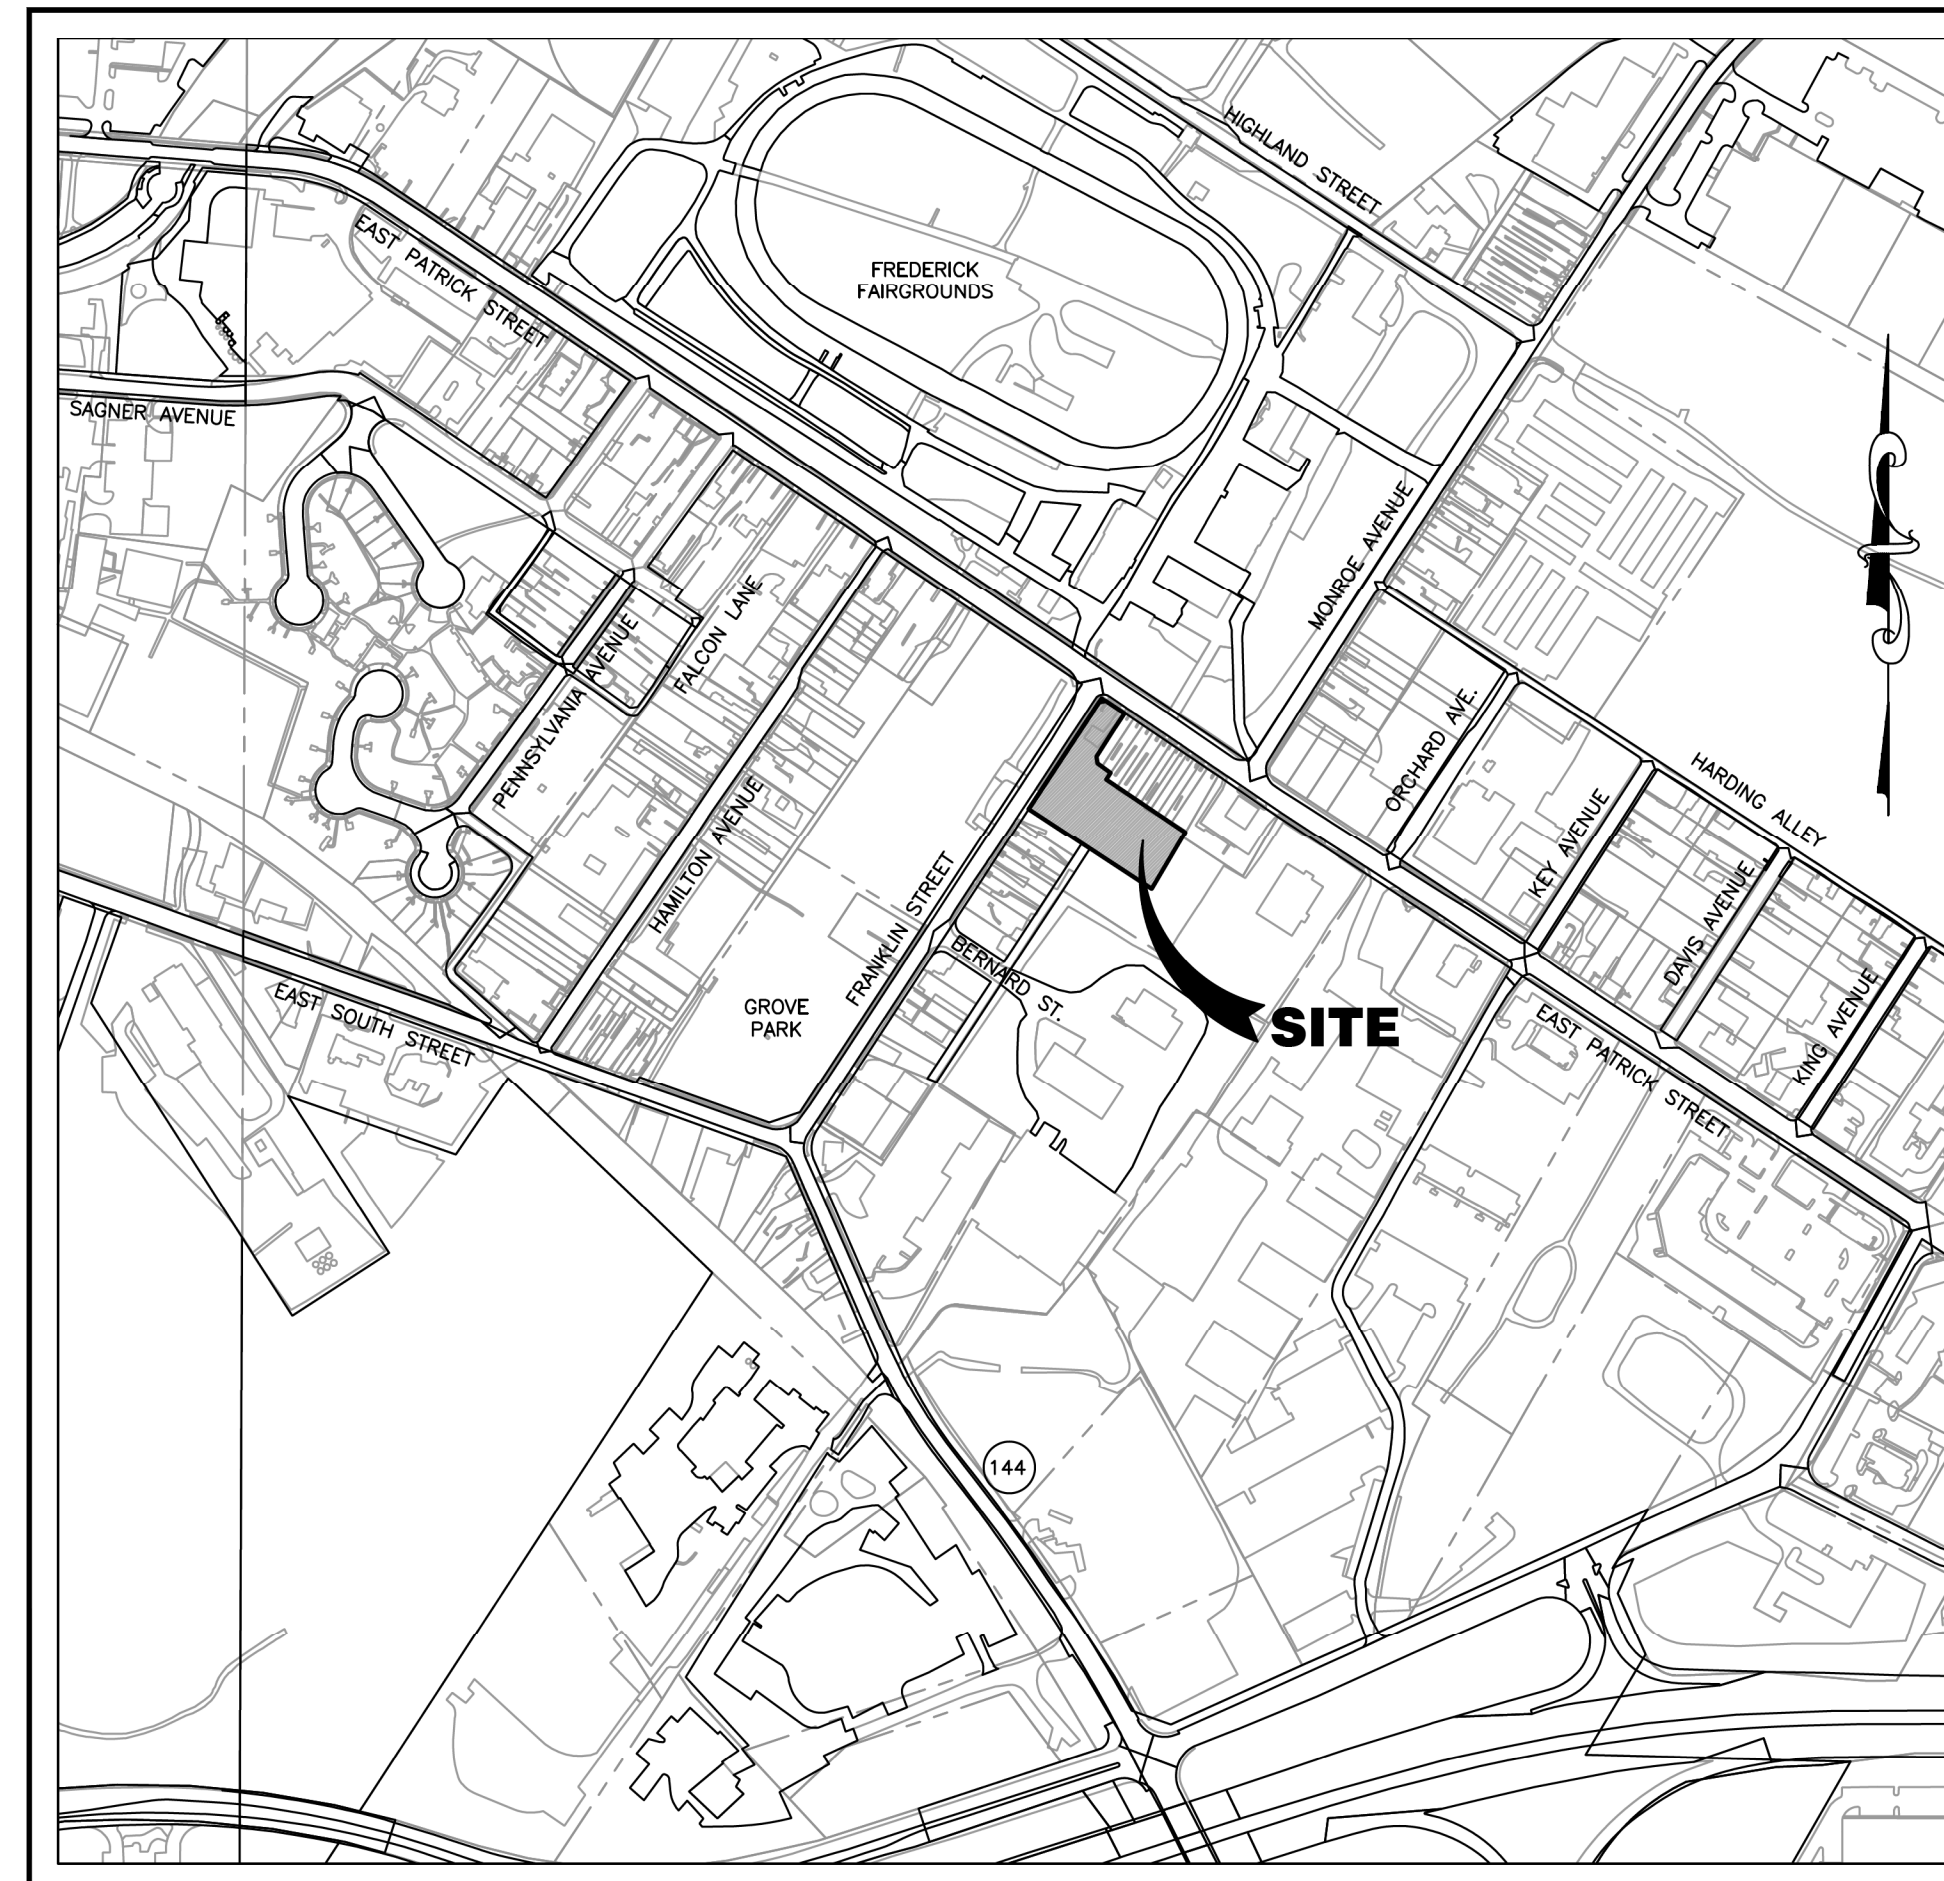 HIGHLAND STREET
EAST PATRICK STREET
FREDERICK
FAIRGROUNDS
SAGNER AVENUE
MONROE AVENUE
FALCON LANE
PENNSYLVANIA AVENUE
ORCHARD AVE.
HARDING ALLEY
HAMILTON AVENUE
KEY AVENUE
FRANKLIN STREET
DAVIS AVENUE
BERNARD ST.
KING AVENUE
EAST SOUTH STREET
GROVE
PARK
SITE
EAST PATRICK STREET
144